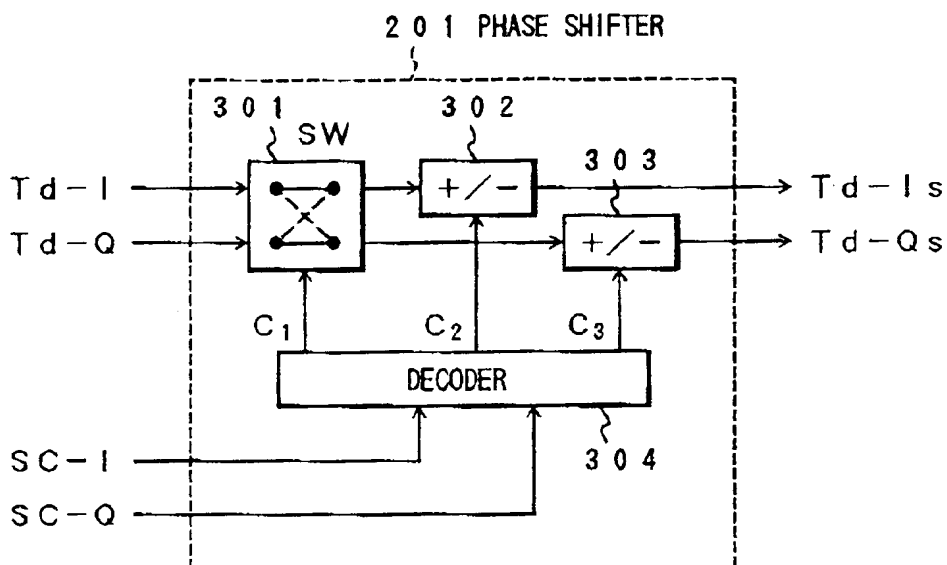 201 PHASE SHIFTER
301
SW
302
303
Td-I
+/-
Td-Is
Td-Q
+/-
Td-Qs
C1
C2
C3
DECODER
304
SC-I
SC-Q